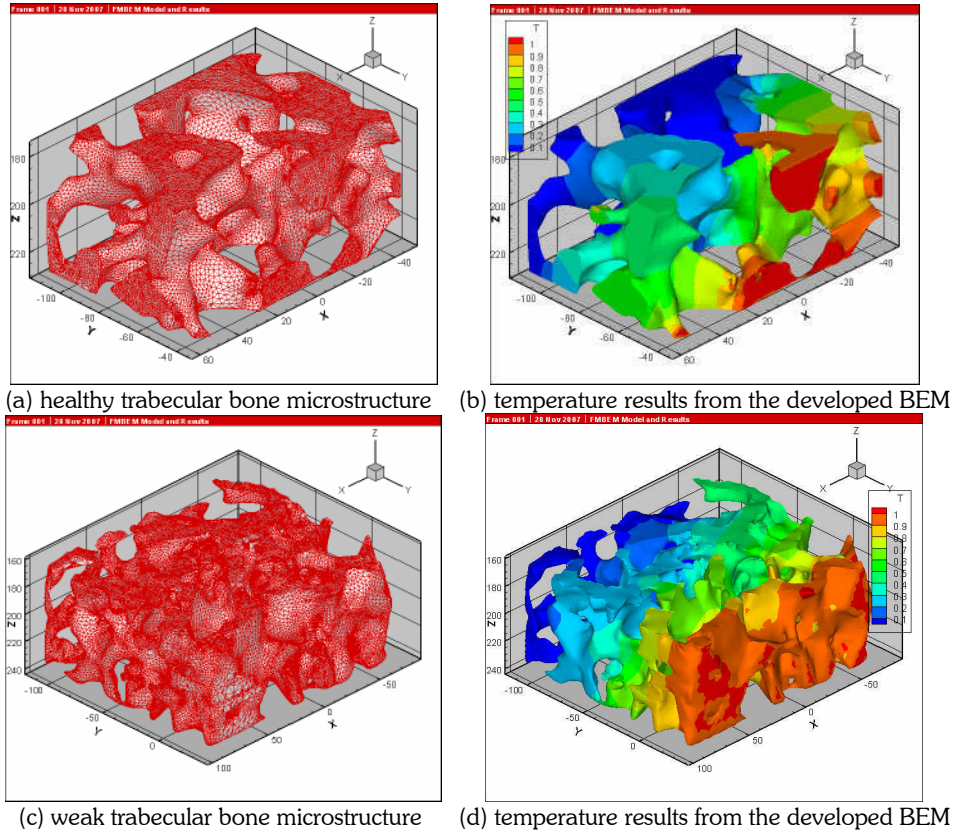 Frame 001 | 28 Nov 2007 | FMBEM Model and Results
Z
X
Y
180
200
220
Z
-100
-80
-60
-40
Y
60
40
20
0
-20
-40
X
Frame 001 | 28 Nov 2007 | FMBEM Model and Results
T
1
0.9
0.8
0.7
0.6
0.5
0.4
0.3
0.2
0.1
Z
X
Y
180
200
220
Z
-100
-80
-60
-40
Y
60
40
20
0
-20
-40
X
(a) healthy trabecular bone microstructure
(b) temperature results from the developed BEM
Frame 001 | 28 Nov 2007 | FMBEM Model and Results
Z
X
Y
160
180
200
220
240
Z
-100
-50
0
Y
100
50
0
-50
X
Frame 001 | 28 Nov 2007 | FMBEM Model and Results
Z
X
Y
T
1
0.9
0.8
0.7
0.6
0.5
0.4
0.3
0.2
0.1
160
180
200
220
240
Z
-100
-50
0
Y
100
50
0
-50
X
(c) weak trabecular bone microstructure
(d) temperature results from the developed BEM